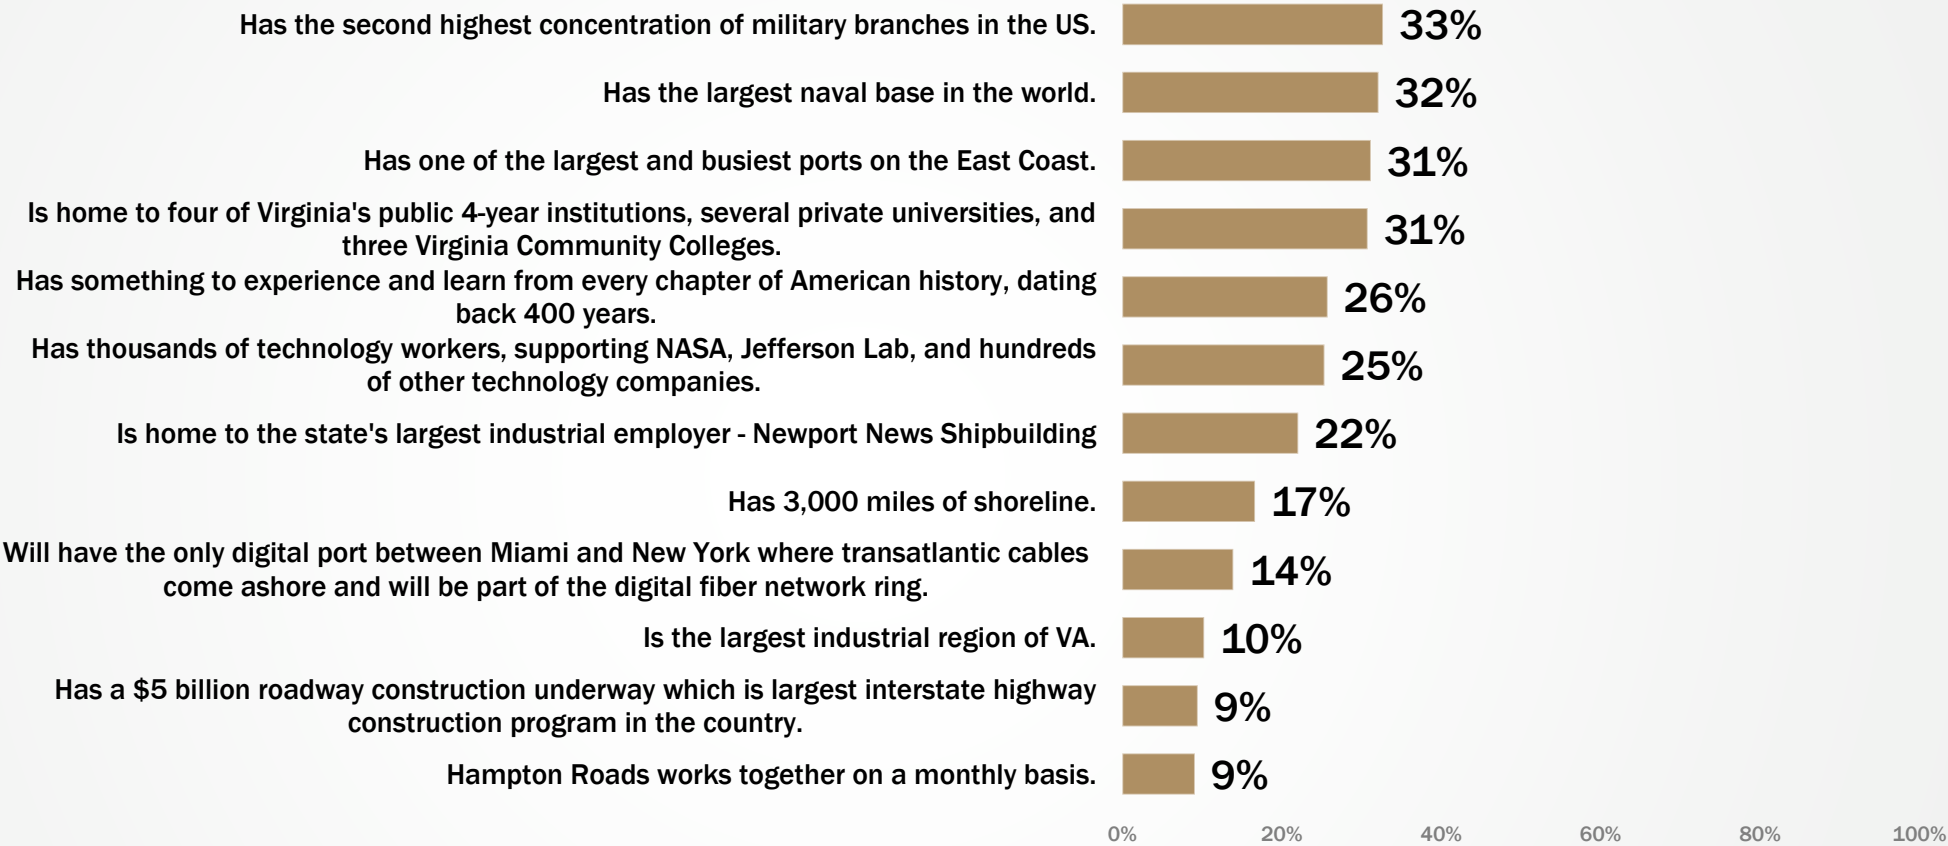 Has the second highest concentration of military branches in the US. 33%
Has the largest naval base in the world. 32%
Has one of the largest and busiest ports on the East Coast. 31%
Is home to four of Virginia's public 4-year institutions, several private universities, and
three Virginia Community Colleges. 31%
Has something to experience and learn from every chapter of American history, dating
back 400 years. 26%
Has thousands of technology workers, supporting NASA, Jefferson Lab, and hundreds
of other technology companies. 25%
Is home to the state's largest industrial employer - Newport News Shipbuilding 22%
Has 3,000 miles of shoreline. 17%
Will have the only digital port between Miami and New York where transatlantic cables
come ashore and will be part of the digital fiber network ring. 14%
Is the largest industrial region of VA. 10%
Has a $5 billion roadway construction underway which is largest interstate highway
construction program in the country. 9%
Hampton Roads works together on a monthly basis. 9%
0% 20% 40% 60% 80% 100%